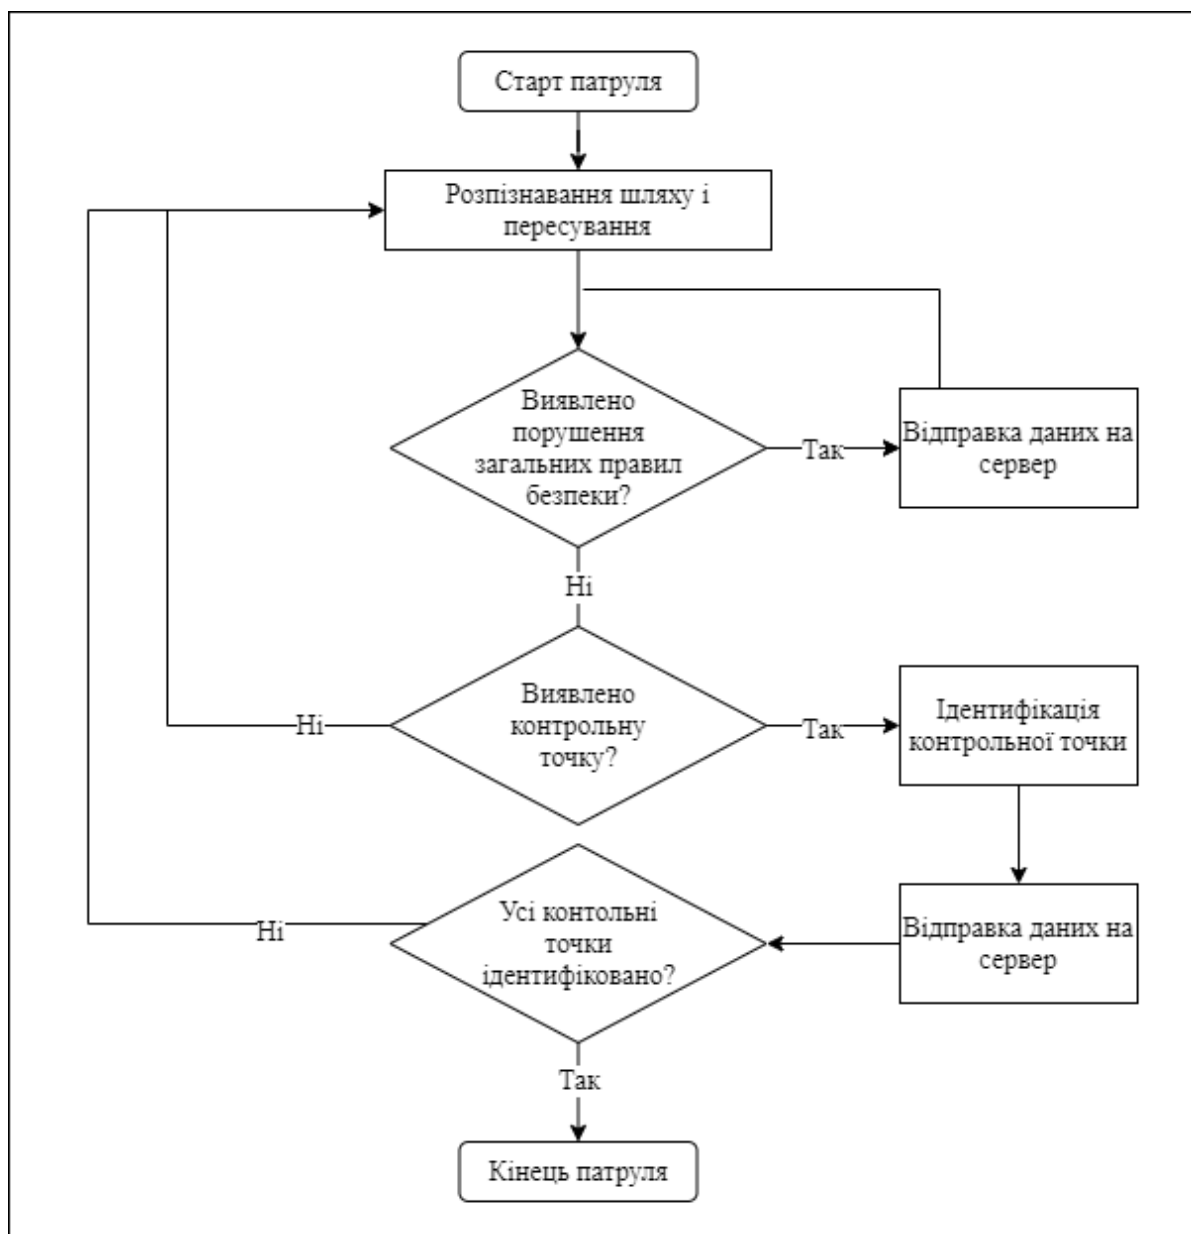 Старт патруля
Розпізнавання шляху і
пересування
Виявлено
порушення
загальних правил
безпеки?
Так
Відправка даних на
сервер
Ні
Виявлено
контрольну
точку?
Ні
Так
Ідентифікація
контрольної точки
Відправка даних на
сервер
Усі контольні
точки
ідентифіковано?
Ні
Так
Кінець патруля